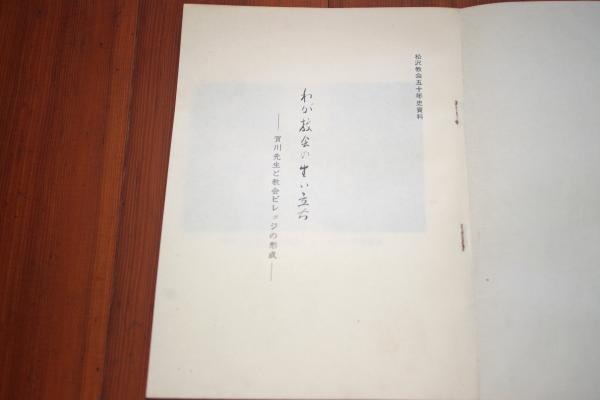 松沢教会五十年史資料
わが教会の生い立ち
——賀川先生と教会ビレッジの形成——